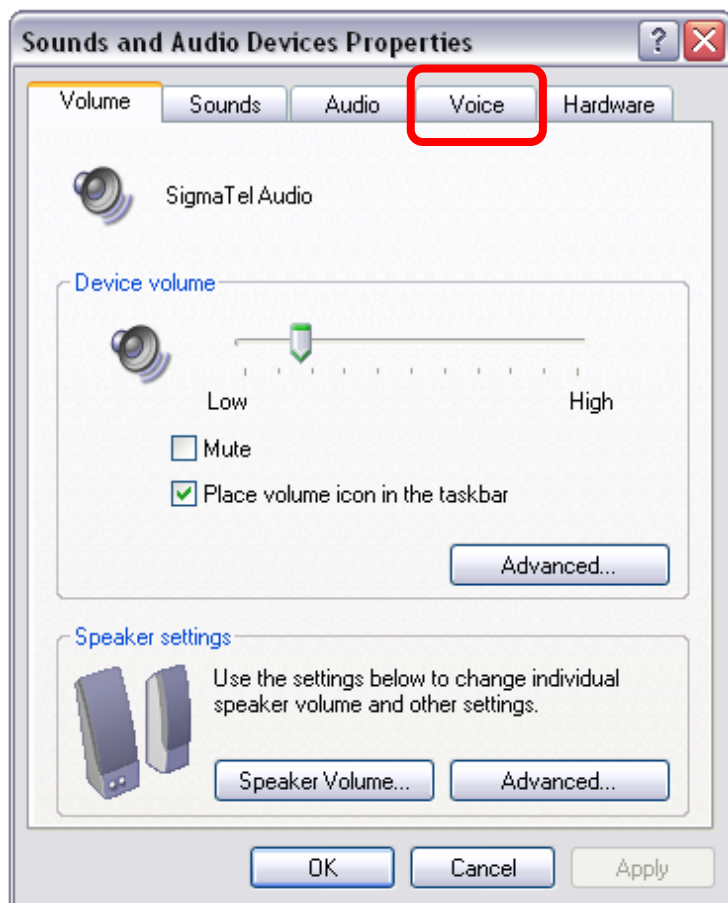 Sounds and Audio Devices Properties
Volume Sounds Audio Voice Hardware
SigmaTel Audio
Device volume
Low High
Mute
Place volume icon in the taskbar
Advanced...
Speaker settings
Use the settings below to change individual
speaker volume and other settings.
Speaker Volume... Advanced...
OK Cancel Apply